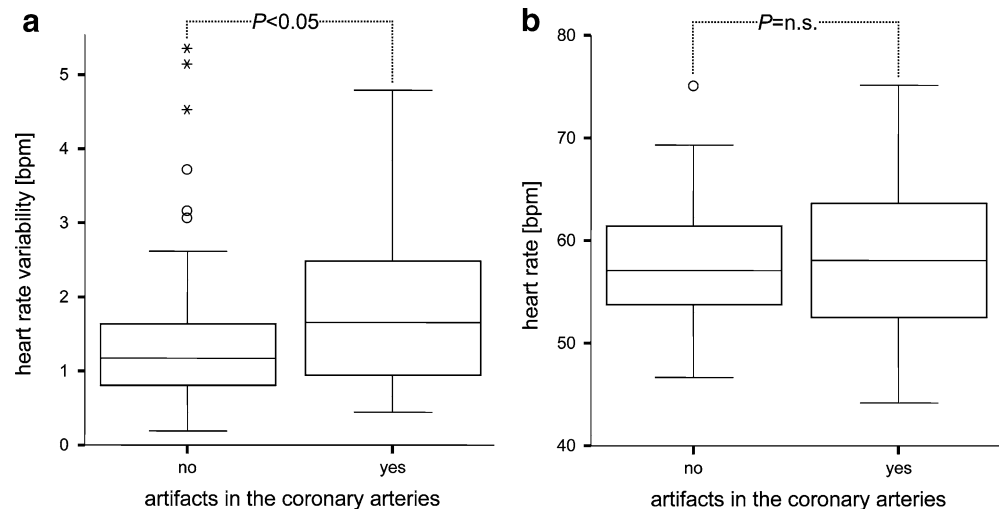 a
P<0.05
heart rate variability [bpm]
5
4
3
2
1
0
no
yes
artifacts in the coronary arteries
b
P=n.s.
heart rate [bpm]
80
70
60
50
40
no
yes
artifacts in the coronary arteries